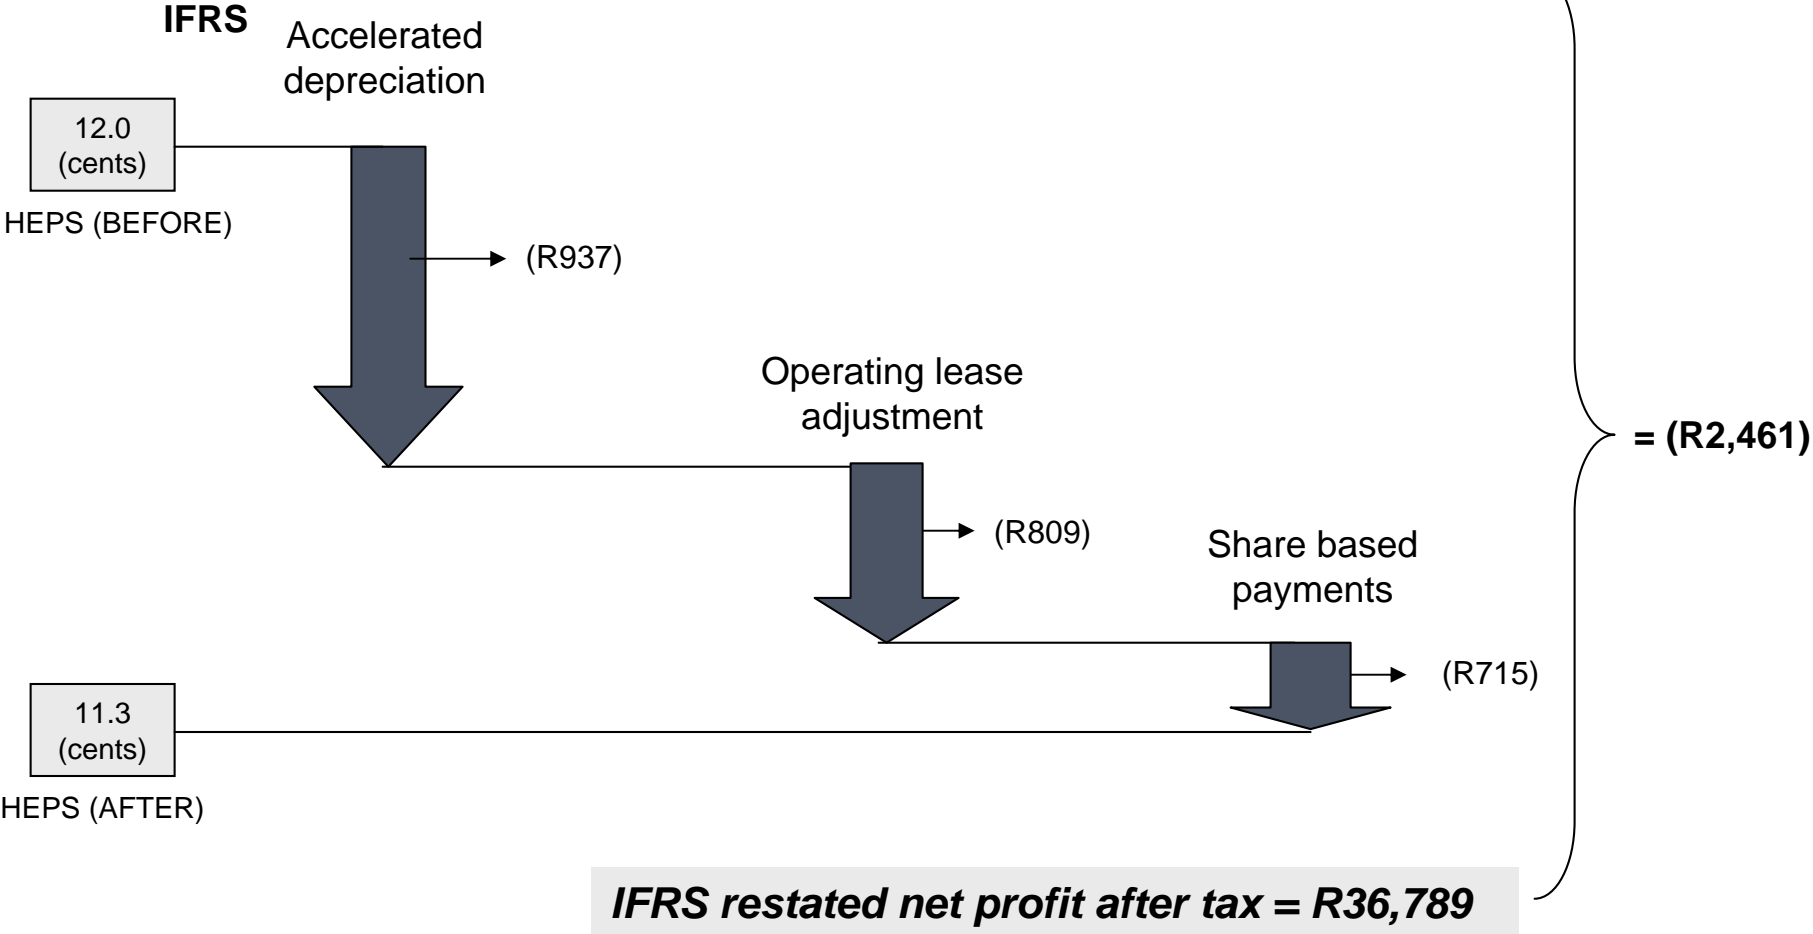 IFRS
Accelerated
depreciation
12.0
(cents)
HEPS (BEFORE)
(R937)
Operating lease
adjustment
= (R2,461)
(R809)
Share based
payments
(R715)
11.3
(cents)
HEPS (AFTER)
IFRS restated net profit after tax = R36,789